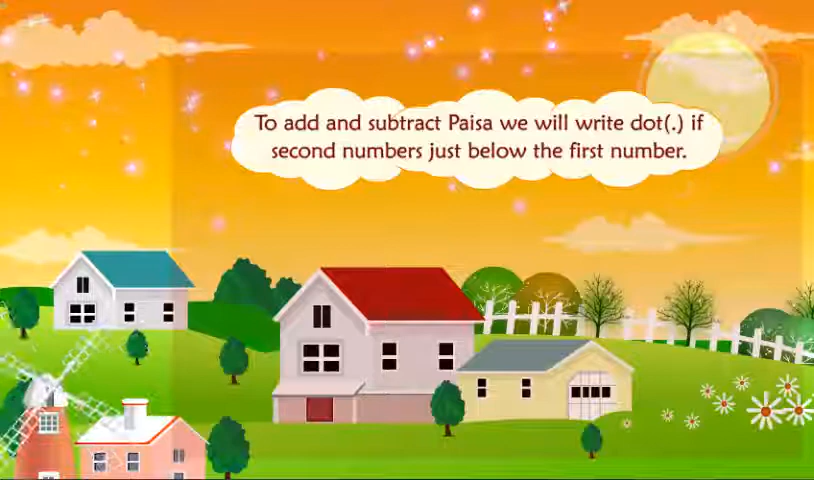 To add and subtract Paisa we will write dot(.) if
second numbers just below the first number.